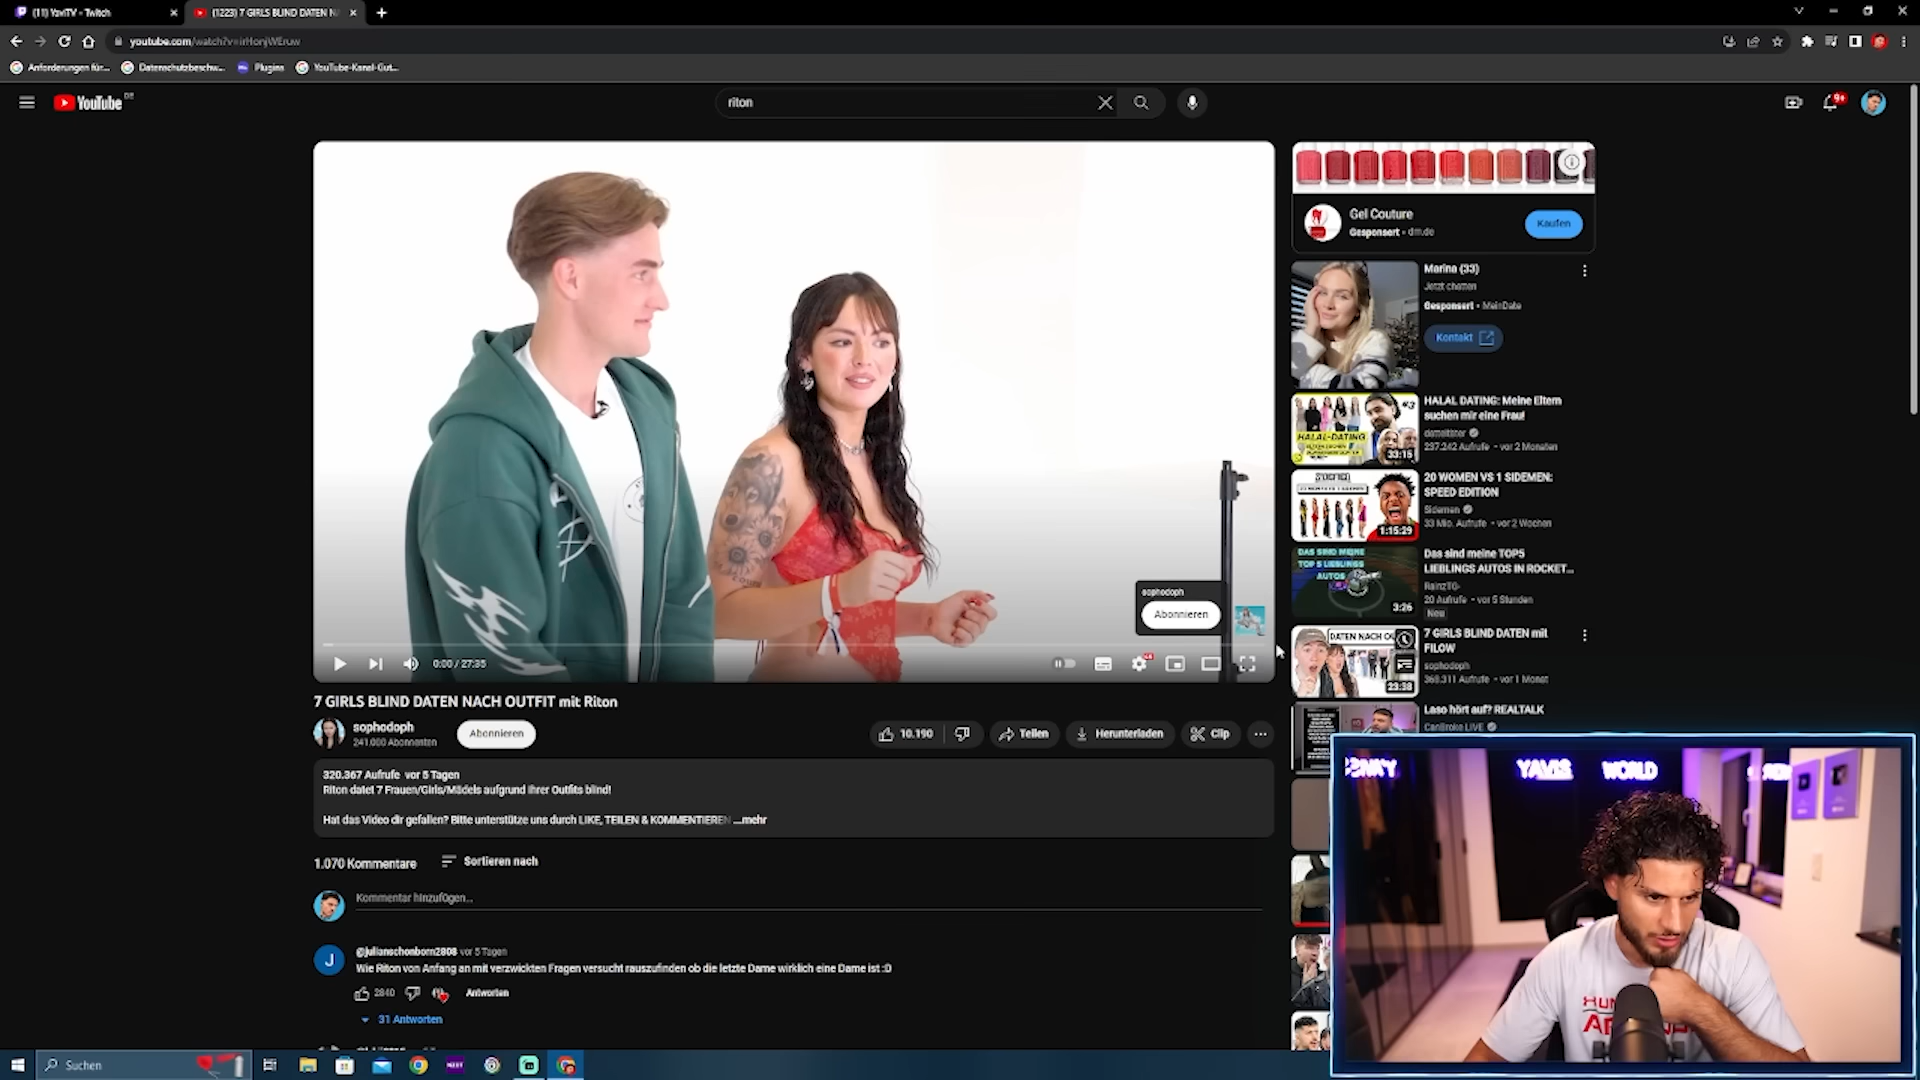 (11) YaviTV - Twitch
(1223) 7 GIRLS BLIND DATEN N
youtube.com/watch?v=irHonjWEruw
Anforderungen für...
Datenschutzbeschw...
Plugins
YouTube-Kanal-Gut...
YouTube DE
riton
9+
Gel Couture
Gesponsert • dm.de
Kaufen
Marina (33)
Jetzt chatten
Gesponsert • MeinDate
Kontakt
#3
HALAL-DATING
33:15
HALAL DATING: Meine Eltern
suchen mir eine Frau!
237.242 Aufrufe • vor 2 Monaten
SIDEMEN
1:15:29
20 WOMEN VS 1 SIDEMEN:
SPEED EDITION
Sidemen
33 Mio. Aufrufe • vor 2 Wochen
DAS SIND MEINE
TOP 5 LIEBLINGS
AUTOS
3:26
Das sind meine TOP5
LIEBLINGS AUTOS IN ROCKET...
RainzTG-
20 Aufrufe • vor 5 Stunden
New
DATEN NACH O
23:38
7 GIRLS BLIND DATEN mit
FILOW
sophodoph
368.311 Aufrufe • vor 1 Monat
Laso hört auf? REALTALK
CanBroke LIVE
sophodoph
Abonnieren
0:00 / 27:35
7 GIRLS BLIND DATEN NACH OUTFIT mit Riton
sophodoph
241.000 Abonnenten
Abonnieren
10.190
Teilen
Herunterladen
Clip
320.367 Aufrufe vor 5 Tagen
Riton datet 7 Frauen/Girls/Mädels aufgrund ihrer Outfits blind!
Hat das Video dir gefallen? Bitte unterstütze uns durch LIKE, TEILEN & KOMMENTIEREN ...mehr
1.070 Kommentare
Sortieren nach
Kommentar hinzufügen...
J
@julianschonborn2808 vor 5 Tagen
Wie Riton von Anfang an mit verzwickten Fragen versucht rauszufinden ob die letzte Dame wirklich eine Dame ist :D
2840
Antworten
31 Antworten
YAVIS WORLD
Suchen